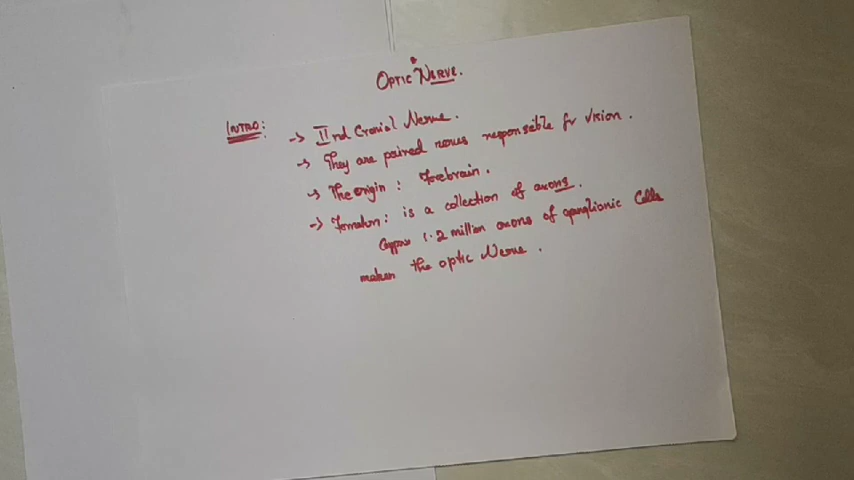 Optic Nerve.
Intro:
→ IInd Cranial Nerve.
→ They are paired nerves responsible for vision.
→ The origin: Forebrain.
→ Formation: is a collection of axons.
1.2 million axons of ganglionic Cells
makes the optic Nerve.